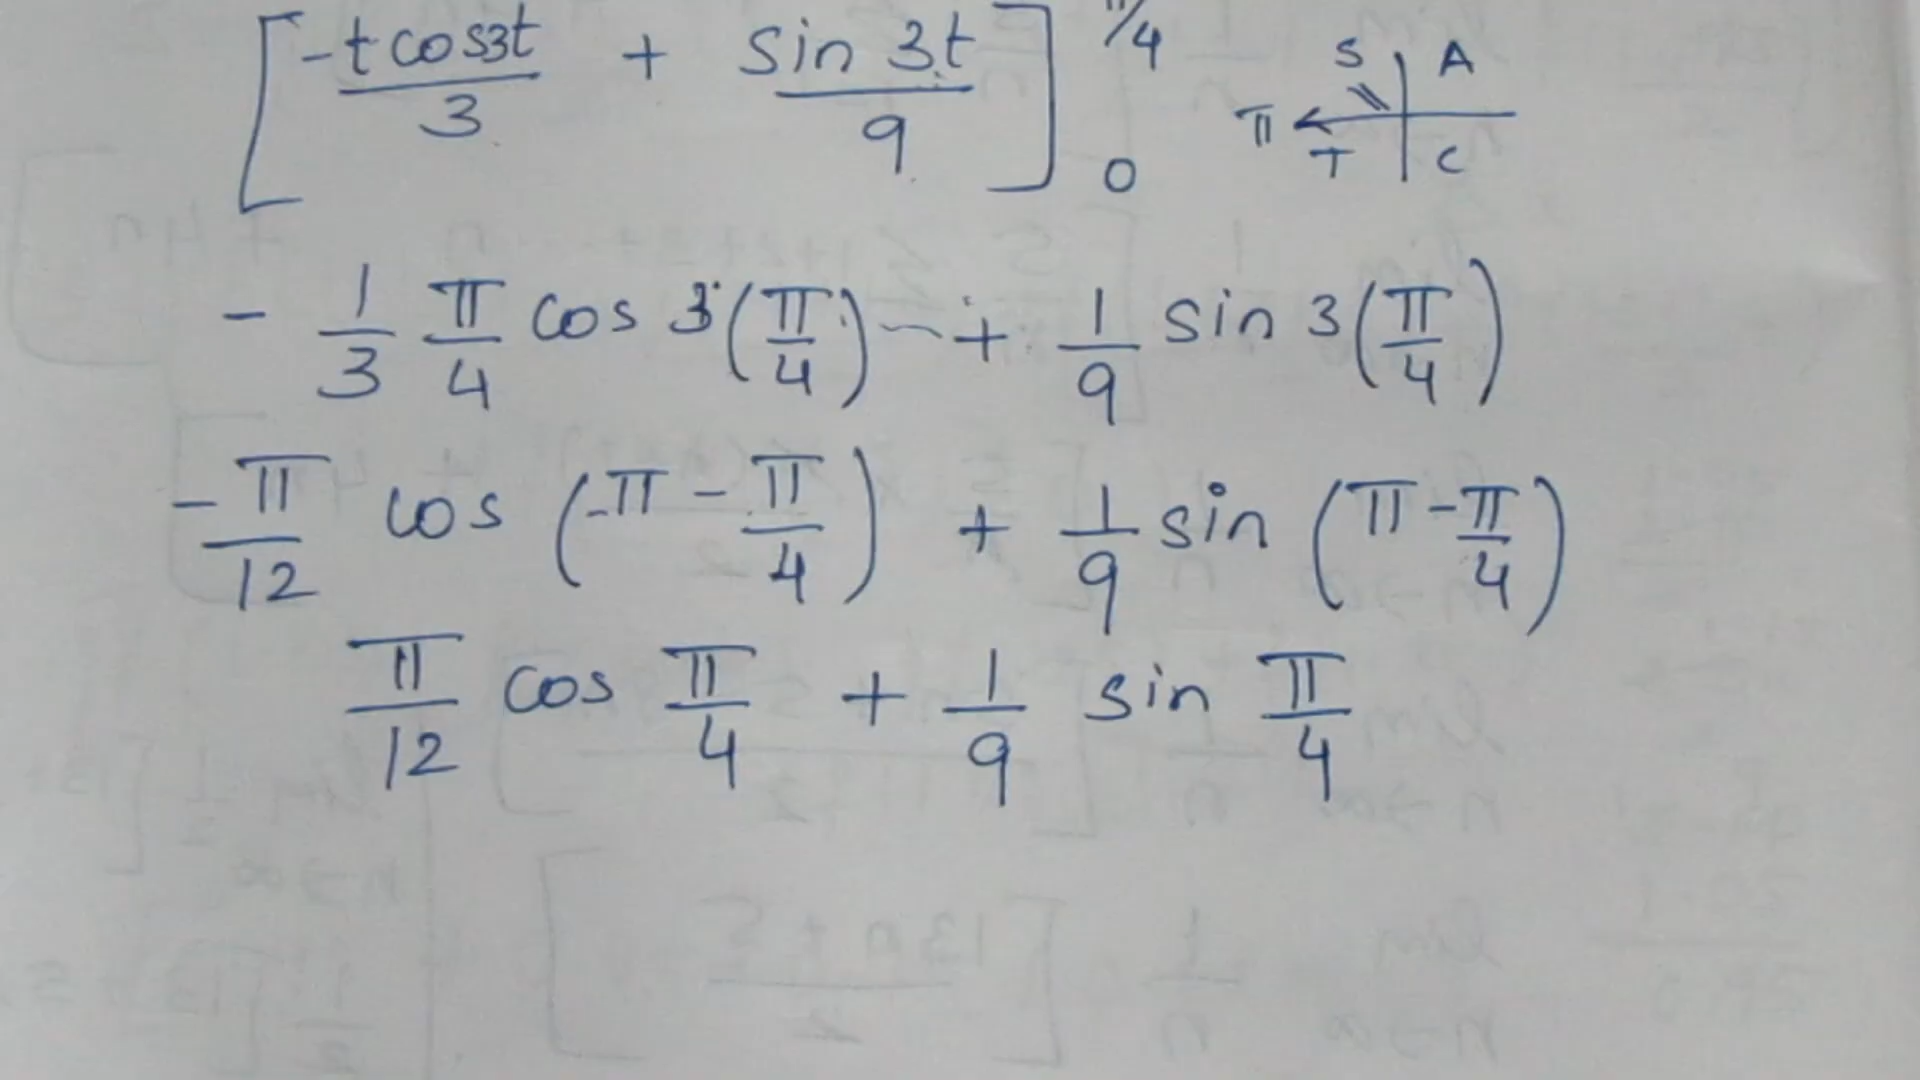 [-t cos3t/3 + sin 3t/9] π/4 0
S A
π T C
- 1/3 π/4 cos 3(π/4) + 1/9 sin 3(π/4)
-π/12 cos (-π - π/4) + 1/9 sin (π - π/4)
π/12 cos π/4 + 1/9 sin π/4